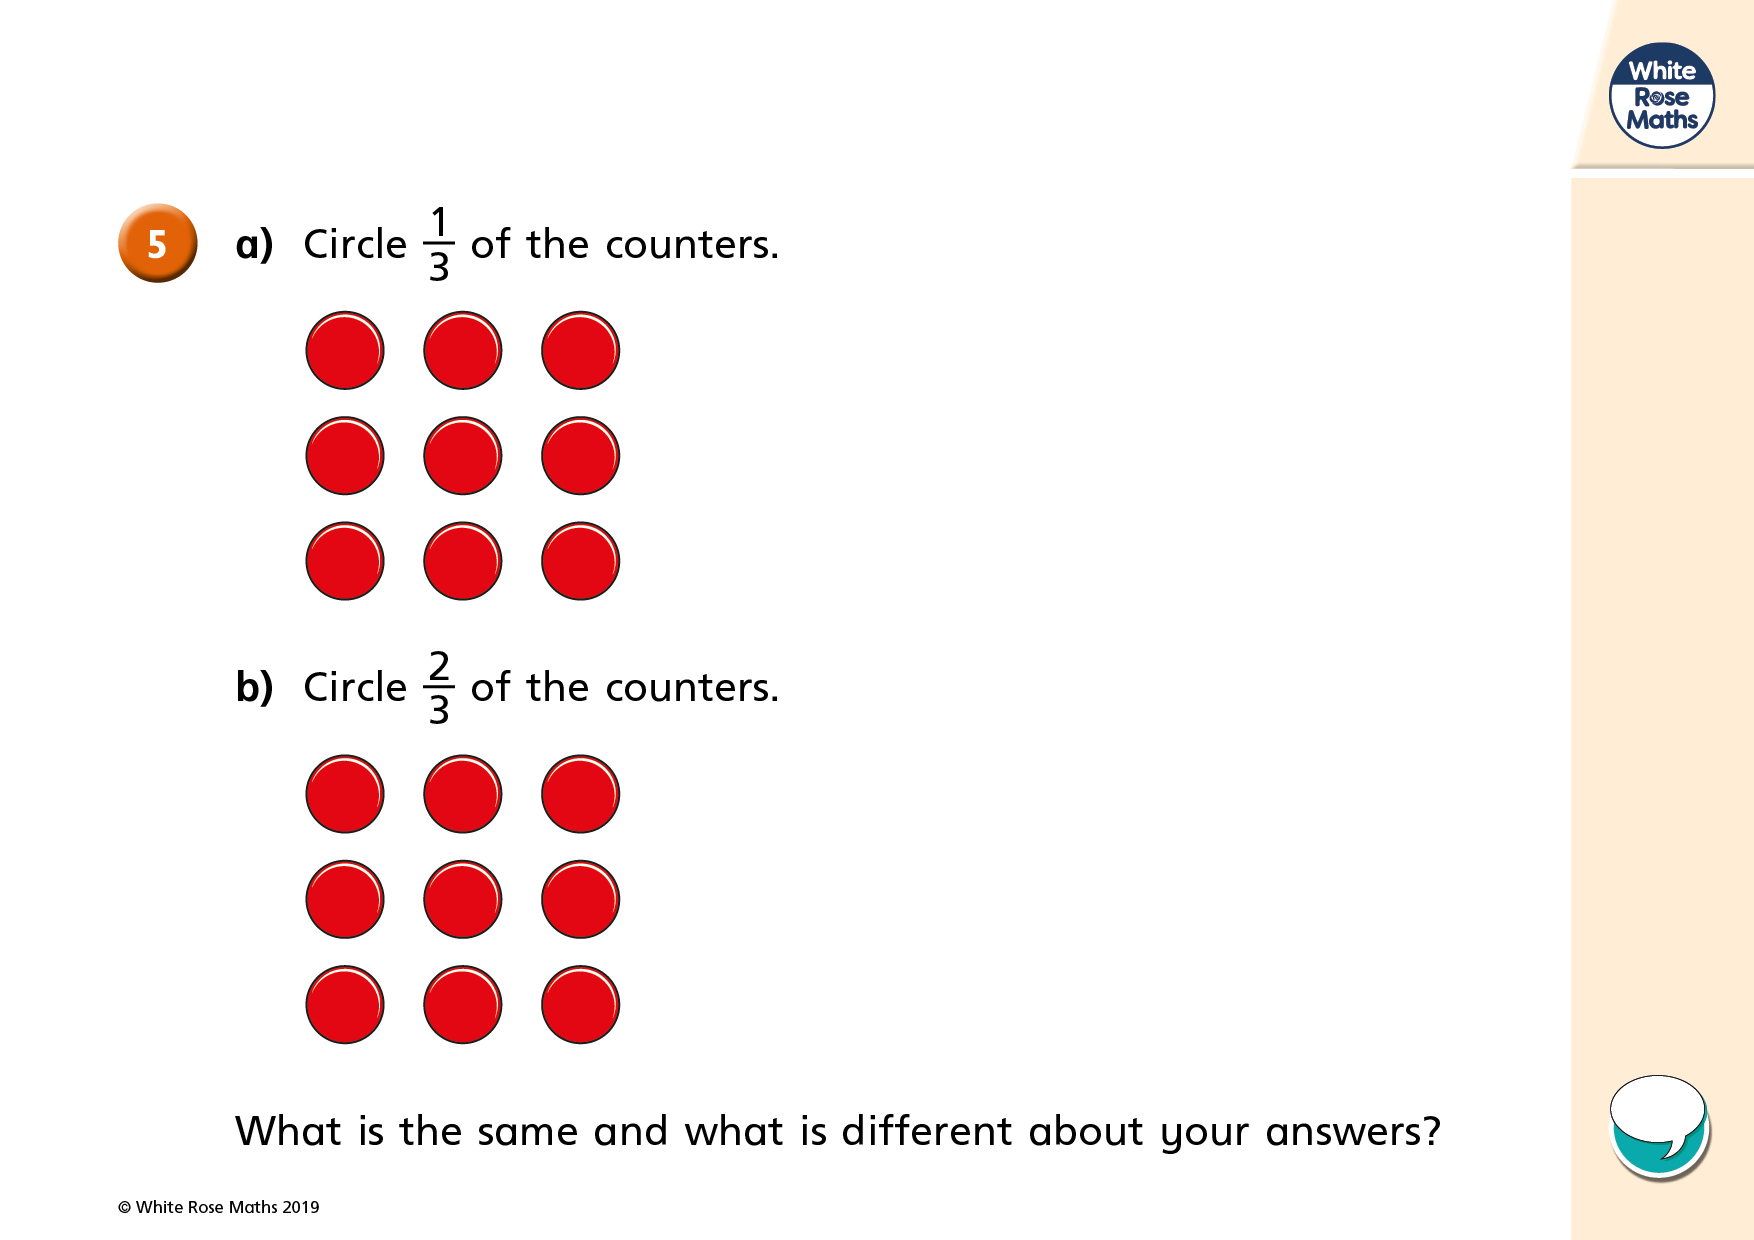 White
Rose
Maths
5 a) Circle 1/3 of the counters.
b) Circle 2/3 of the counters.
What is the same and what is different about your answers?
© White Rose Maths 2019